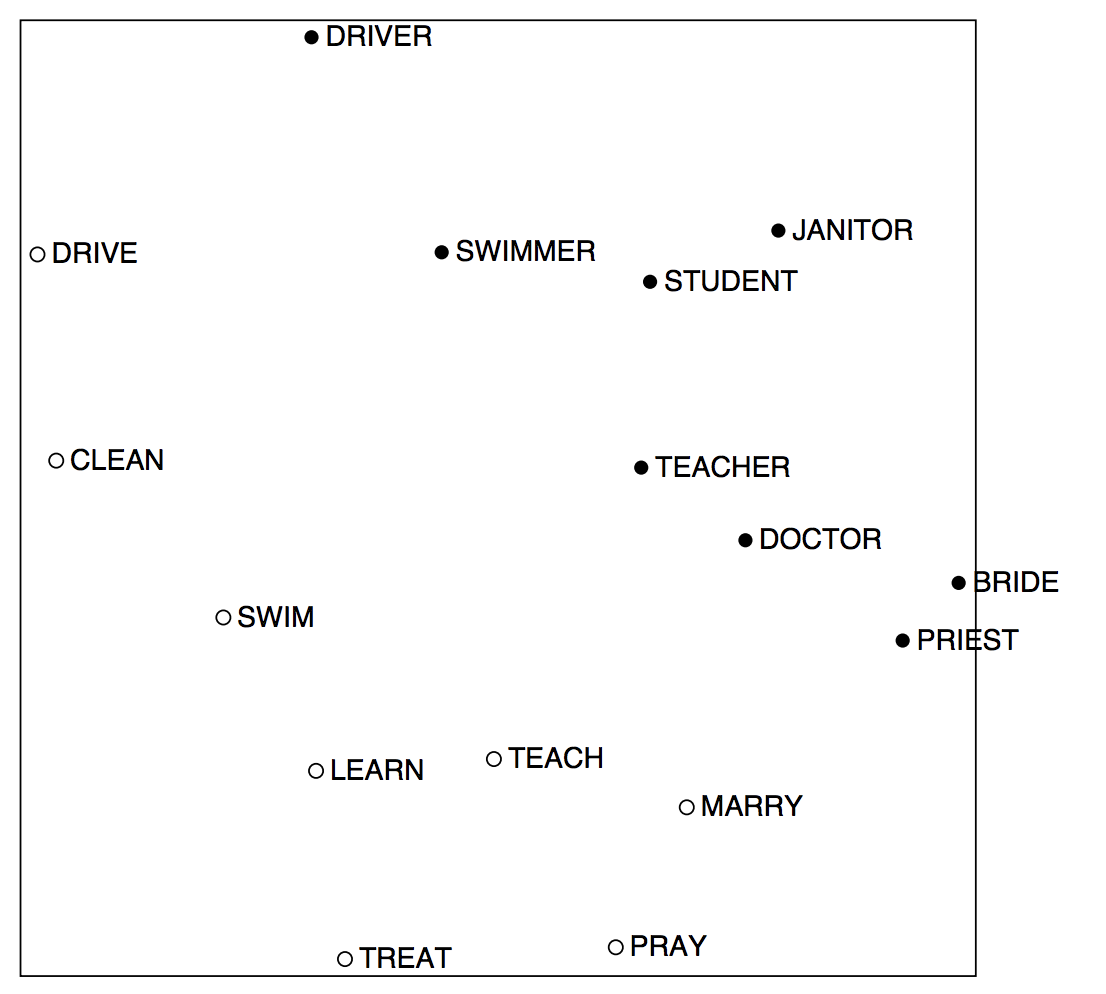 DRIVER
JANITOR
DRIVE
SWIMMER
STUDENT
CLEAN
TEACHER
DOCTOR
BRIDE
SWIM
PRIEST
TEACH
LEARN
MARRY
PRAY
TREAT